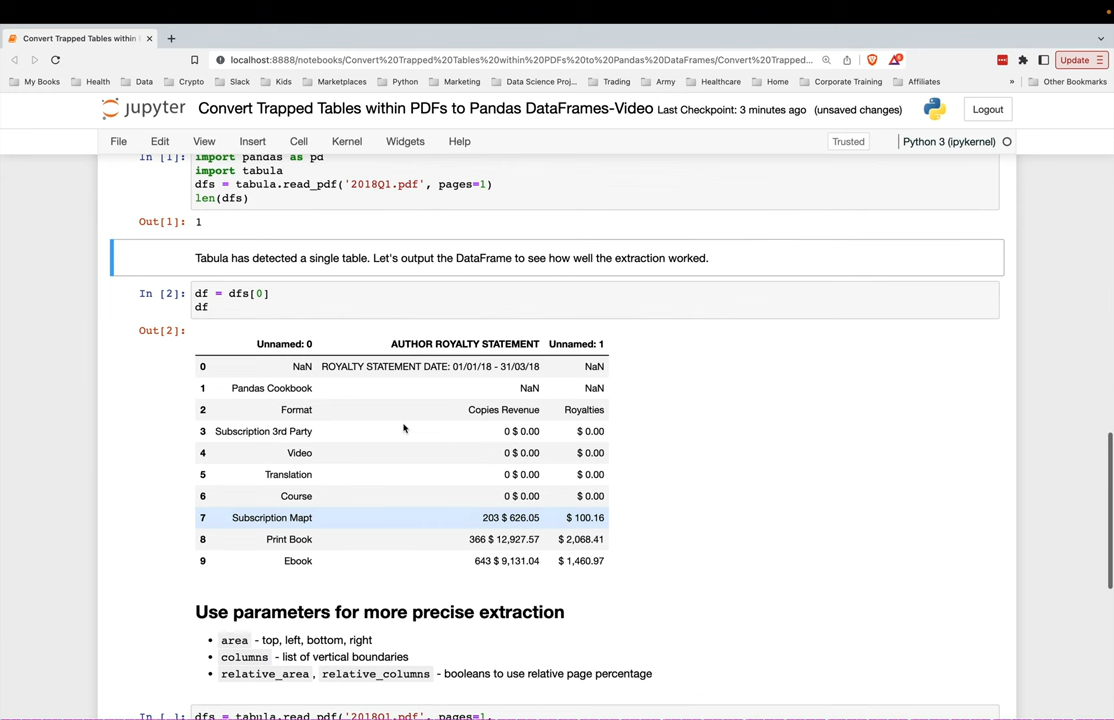 Convert Trapped Tables within
localhost:8888/notebooks/Convert%20Trapped%20Tables%20within%20PDFs%20to%20Pandas%20DataFrames/Convert%20Trapped...
Update
My Books Health Data Crypto Slack Kids Marketplaces Python Marketing Data Science Proj... Trading Army Healthcare Home Corporate Training Affiliates » Other Bookmarks
jupyter Convert Trapped Tables within PDFs to Pandas DataFrames-Video Last Checkpoint: 3 minutes ago (unsaved changes) Logout
File Edit View Insert Cell Kernel Widgets Help Trusted Python 3 (ipykernel)
In [1]: import pandas as pd
import tabula
dfs = tabula.read_pdf('2018Q1.pdf', pages=1)
len(dfs)
Out[1]: 1
Tabula has detected a single table. Let's output the DataFrame to see how well the extraction worked.
In [2]: df = dfs[0]
df
Out[2]:
Unnamed: 0 AUTHOR ROYALTY STATEMENT Unnamed: 1
0 NaN ROYALTY STATEMENT DATE: 01/01/18 - 31/03/18 NaN
1 Pandas Cookbook NaN NaN
2 Format Copies Revenue Royalties
3 Subscription 3rd Party 0 $ 0.00 $ 0.00
4 Video 0 $ 0.00 $ 0.00
5 Translation 0 $ 0.00 $ 0.00
6 Course 0 $ 0.00 $ 0.00
7 Subscription Mapt 203 $ 626.05 $ 100.16
8 Print Book 366 $ 12,927.57 $ 2,068.41
9 Ebook 643 $ 9,131.04 $ 1,460.97
Use parameters for more precise extraction
• area - top, left, bottom, right
• columns - list of vertical boundaries
• relative_area, relative_columns - booleans to use relative page percentage
In [ ]: dfs = tabula.read_pdf('2018Q1.pdf', pages=1,